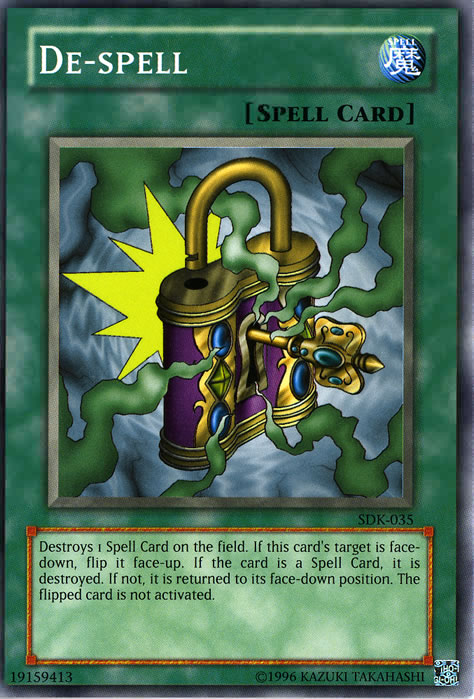 De-spell
SPELL
魔
[Spell Card]
SDK-035
Destroys 1 Spell Card on the field. If this card's target is face-
down, flip it face-up. If the card is a Spell Card, it is
destroyed. If not, it is returned to its face-down position. The
flipped card is not activated.
19159413
©1996 KAZUKI TAKAHASHI